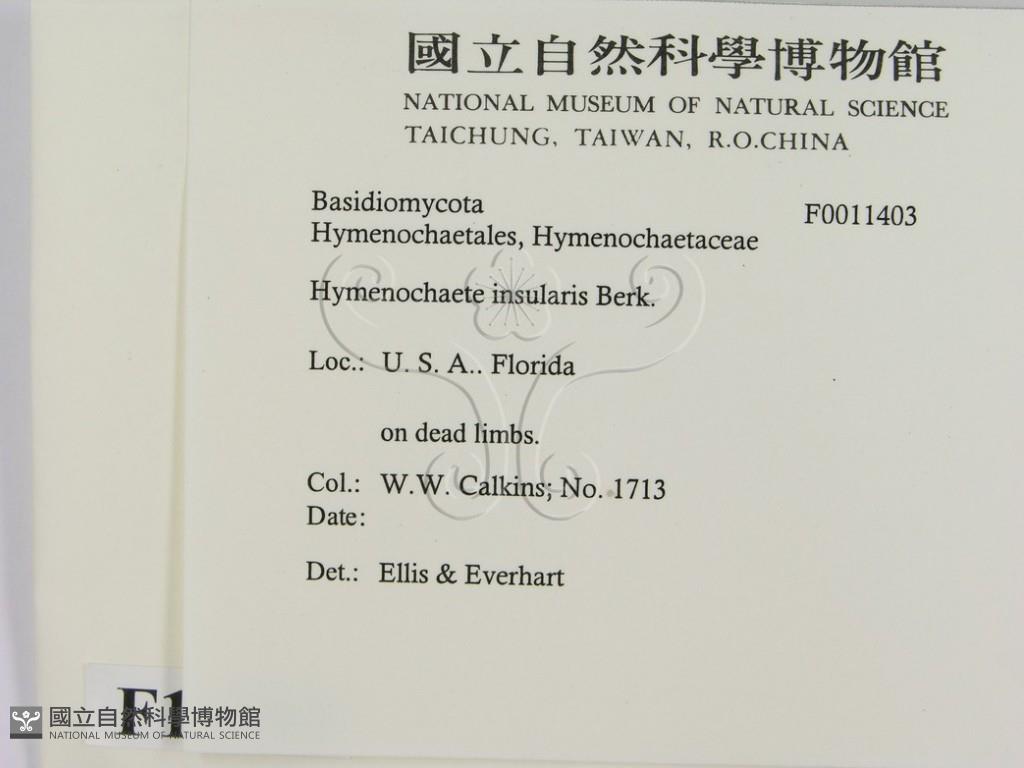 國立自然科學博物館
NATIONAL MUSEUM OF NATURAL SCIENCE
TAICHUNG, TAIWAN, R.O.CHINA
Basidiomycota F0011403
Hymenochaetales, Hymenochaetaceae
Hymenochaete insularis Berk.
Loc.: U. S. A.. Florida
on dead limbs.
Col.: W.W. Calkins; No. 1713
Date:
Det.: Ellis & Everhart
F1
國立自然科學博物館
NATIONAL MUSEUM OF NATURAL SCIENCE